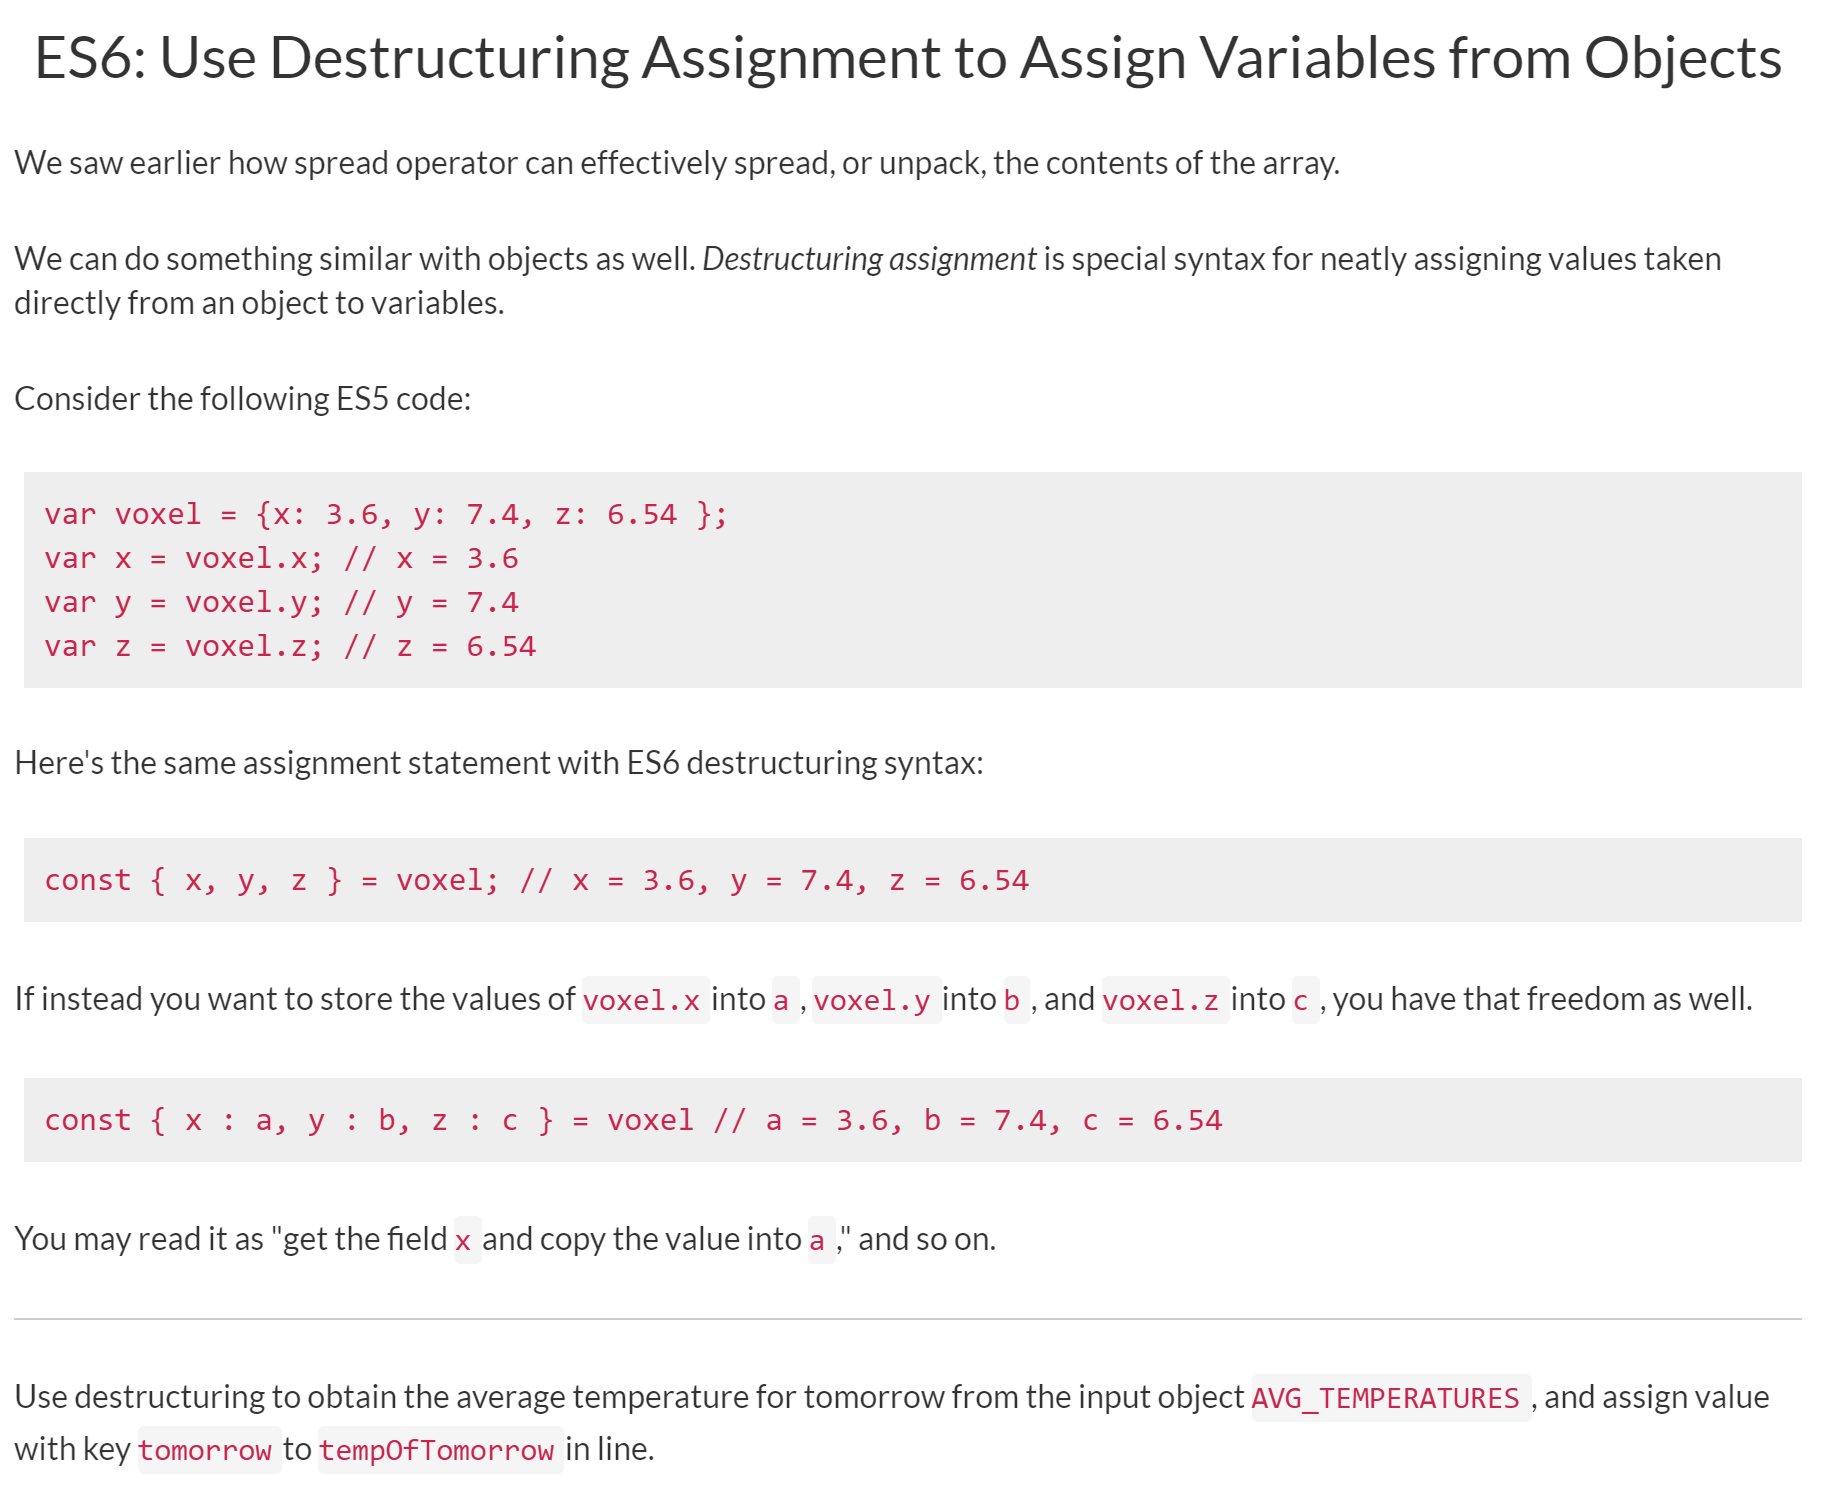 ES6: Use Destructuring Assignment to Assign Variables from Objects
We saw earlier how spread operator can effectively spread, or unpack, the contents of the array.
We can do something similar with objects as well. Destructuring assignment is special syntax for neatly assigning values taken
directly from an object to variables.
Consider the following ES5 code:
var voxel = {x: 3.6, y: 7.4, z: 6.54 };
var x = voxel.x; // x = 3.6
var y = voxel.y; // y = 7.4
var z = voxel.z; // z = 6.54
Here's the same assignment statement with ES6 destructuring syntax:
const { x, y, z } = voxel; // x = 3.6, y = 7.4, z = 6.54
If instead you want to store the values of voxel.x into a , voxel.y into b , and voxel.z into c , you have that freedom as well.
const { x : a, y : b, z : c } = voxel // a = 3.6, b = 7.4, c = 6.54
You may read it as "get the field x and copy the value into a ," and so on.
Use destructuring to obtain the average temperature for tomorrow from the input object AVG_TEMPERATURES , and assign value
with key tomorrow to tempOfTomorrow in line.